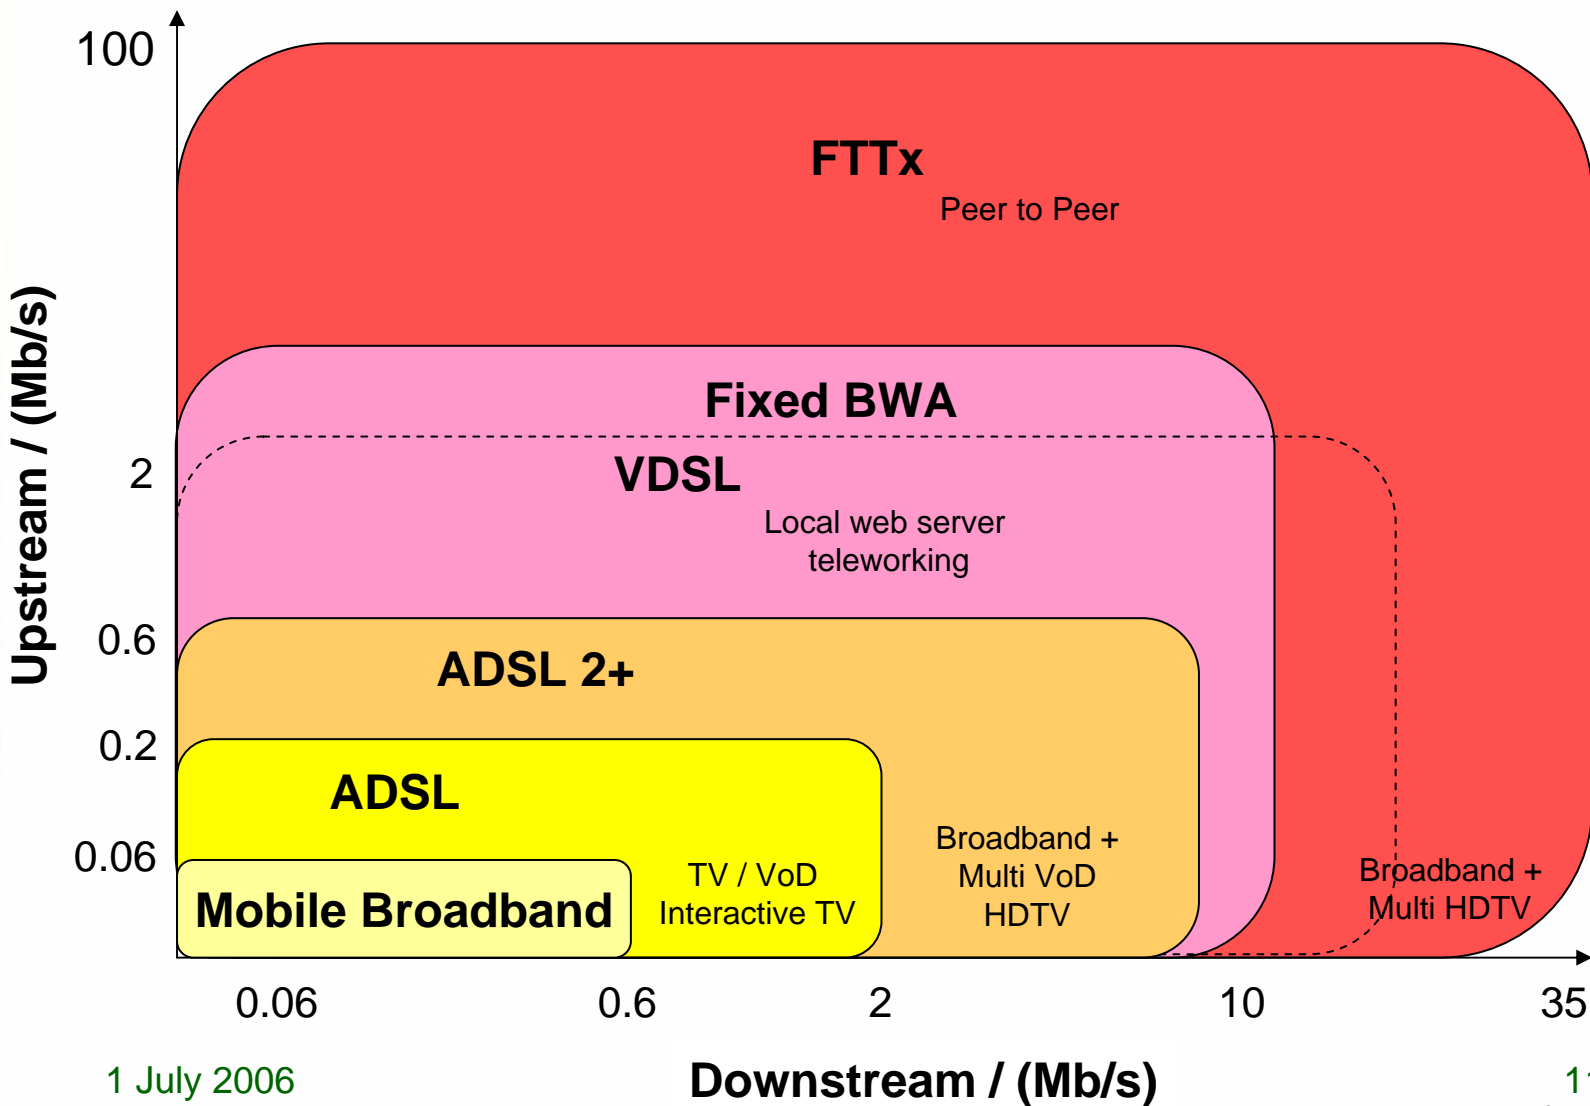 100
FTTx
Peer to Peer
Upstream / (Mb/s)
Fixed BWA
2
VDSL
Local web server
teleworking
0.6
ADSL 2+
0.2
ADSL
0.06
Mobile Broadband
TV / VoD
Interactive TV
Broadband +
Multi VoD
HDTV
Broadband +
Multi HDTV
0.06
0.6
2
10
35
1 July 2006
Downstream / (Mb/s)